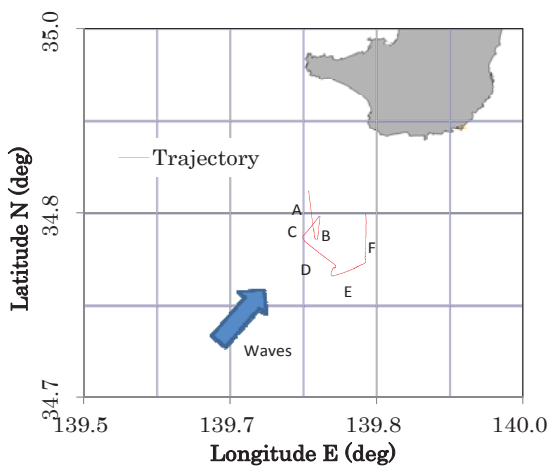 35.0
Trajectory
A
34.8
C
B
F
D
E
Waves
34.7
139.5
139.7
139.8
140.0
Latitude N (deg)
Longitude E (deg)